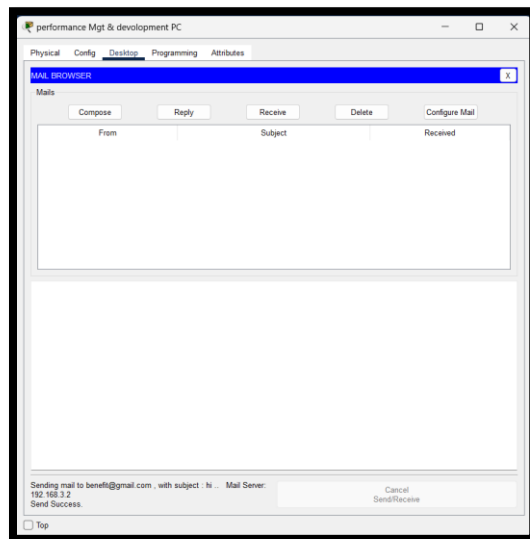 performance Mgt & devolopment PC
Physical Config Desktop Programming Attributes
MAIL BROWSER X
Mails
Compose Reply Receive Delete Configure Mail
From Subject Received
Sending mail to benefit@gmail.com , with subject : hi .. Mail Server:
192.168.3.2
Send Success.
Cancel
Send/Receive
Top